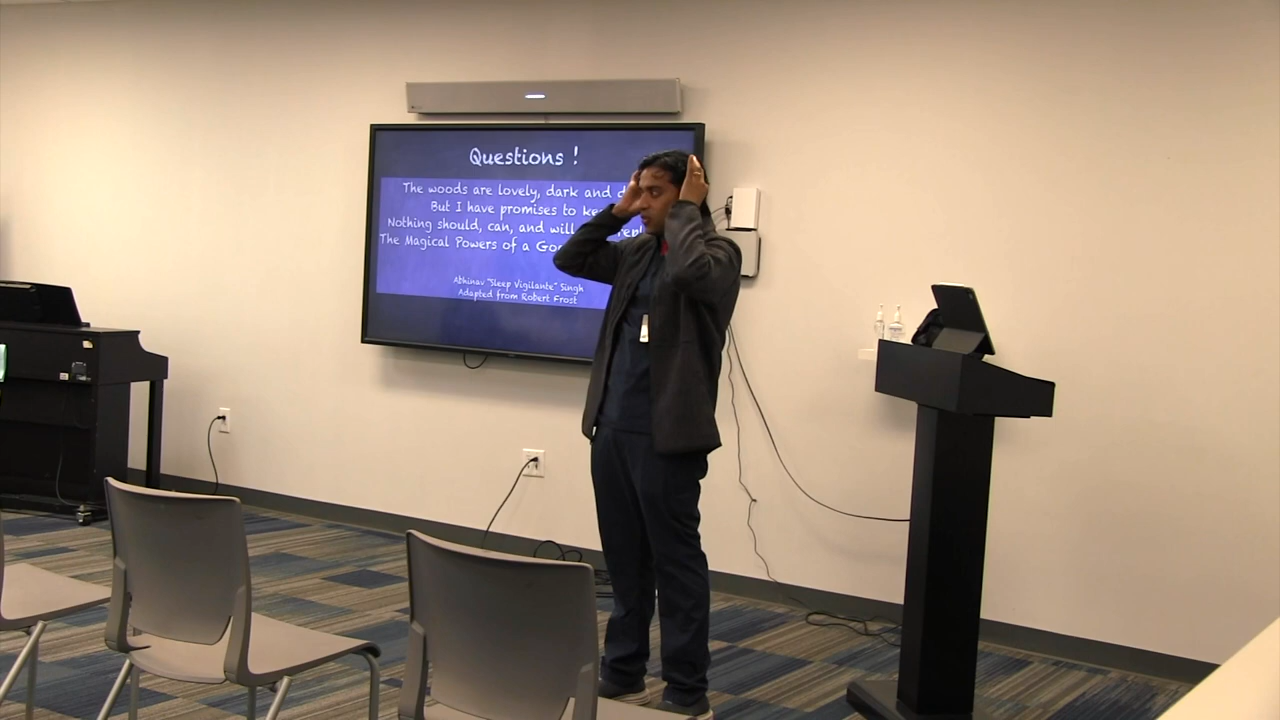 Questions !
The woods are lovely, dark and
But I have promises to
Nothing should, can, and will
The Magical Powers of a
Abhinav "Sleep Vigilante" Singh
Adapted from Robert Frost